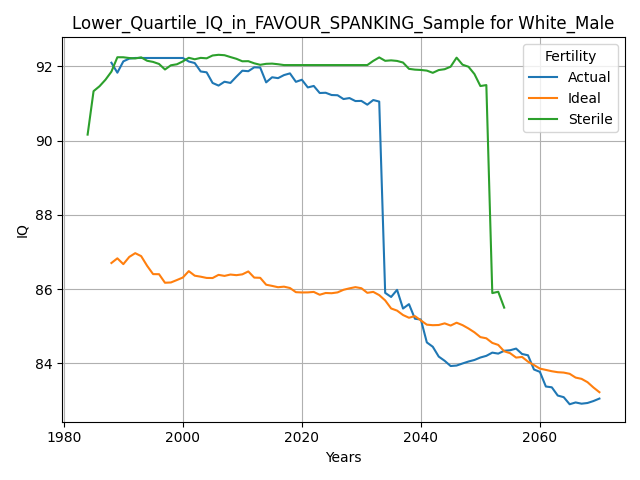 Lower_Quartile_IQ_in_FAVOUR_SPANKING_Sample for White_Male
Fertility
Actual
Ideal
Sterile
IQ
92
90
88
86
84
1980
2000
2020
2040
2060
Years